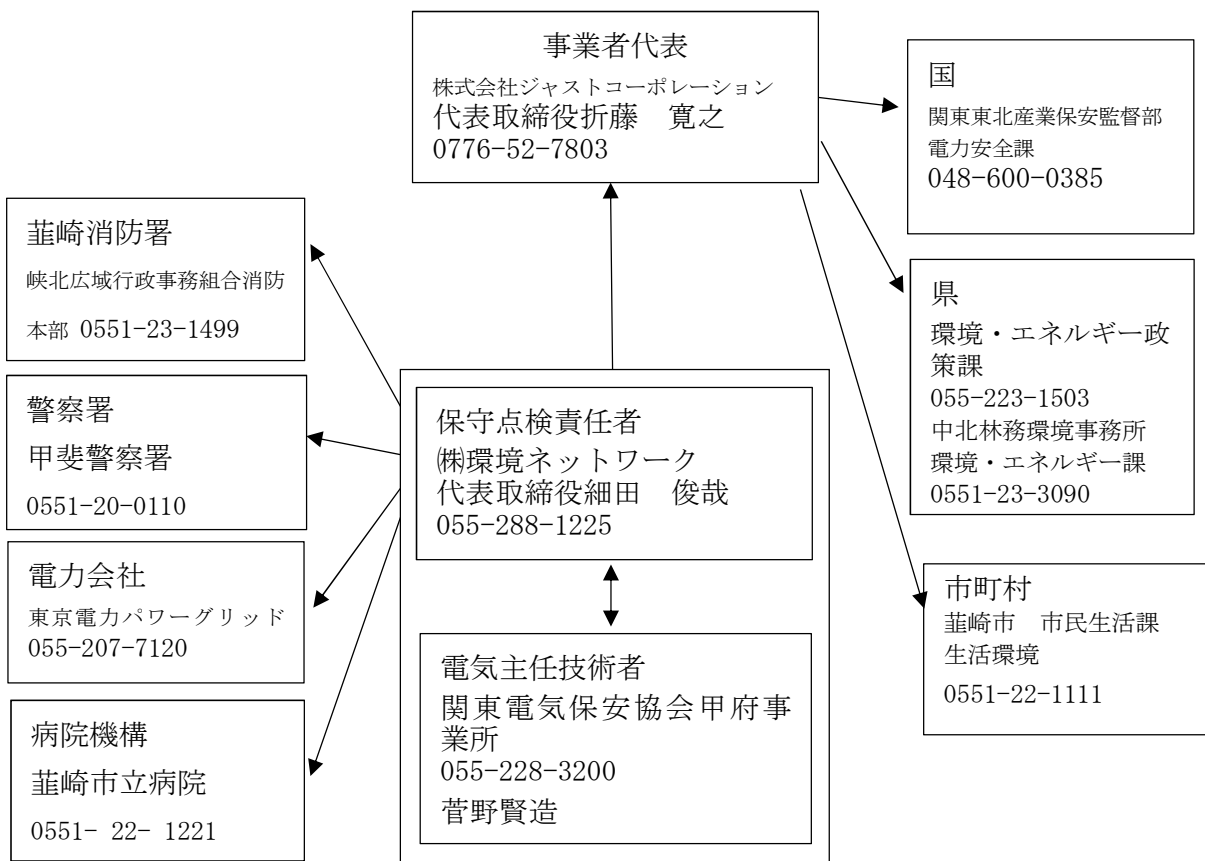 事業者代表
株式会社ジャストコーポレーション
代表取締役折藤　寛之
0776-52-7803
国
関東東北産業保安監督部
電力安全課
048-600-0385
韮崎消防署
峡北広域行政事務組合消防
本部 0551-23-1499
県
環境・エネルギー政
策課
055-223-1503
中北林務環境事務所
環境・エネルギー課
0551-23-3090
警察署
甲斐警察署
0551-20-0110
保守点検責任者
㈱環境ネットワーク
代表取締役細田　俊哉
055-288-1225
電力会社
東京電力パワーグリッド
055-207-7120
市町村
韮崎市　市民生活課
生活環境
0551-22-1111
電気主任技術者
関東電気保安協会甲府事
業所
055-228-3200
菅野賢造
病院機構
韮崎市立病院
0551- 22- 1221